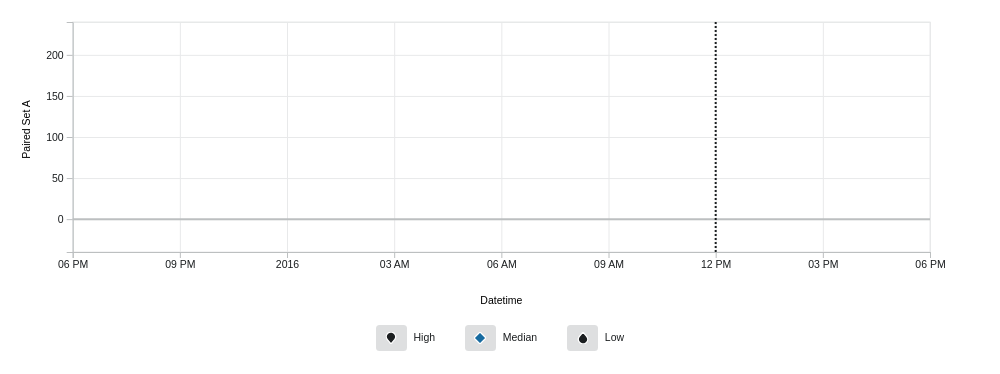 200
150
100
50
0
Paired Set A
06 PM 09 PM 2016 03 AM 06 AM 09 AM 12 PM 03 PM 06 PM
Datetime
High Median Low